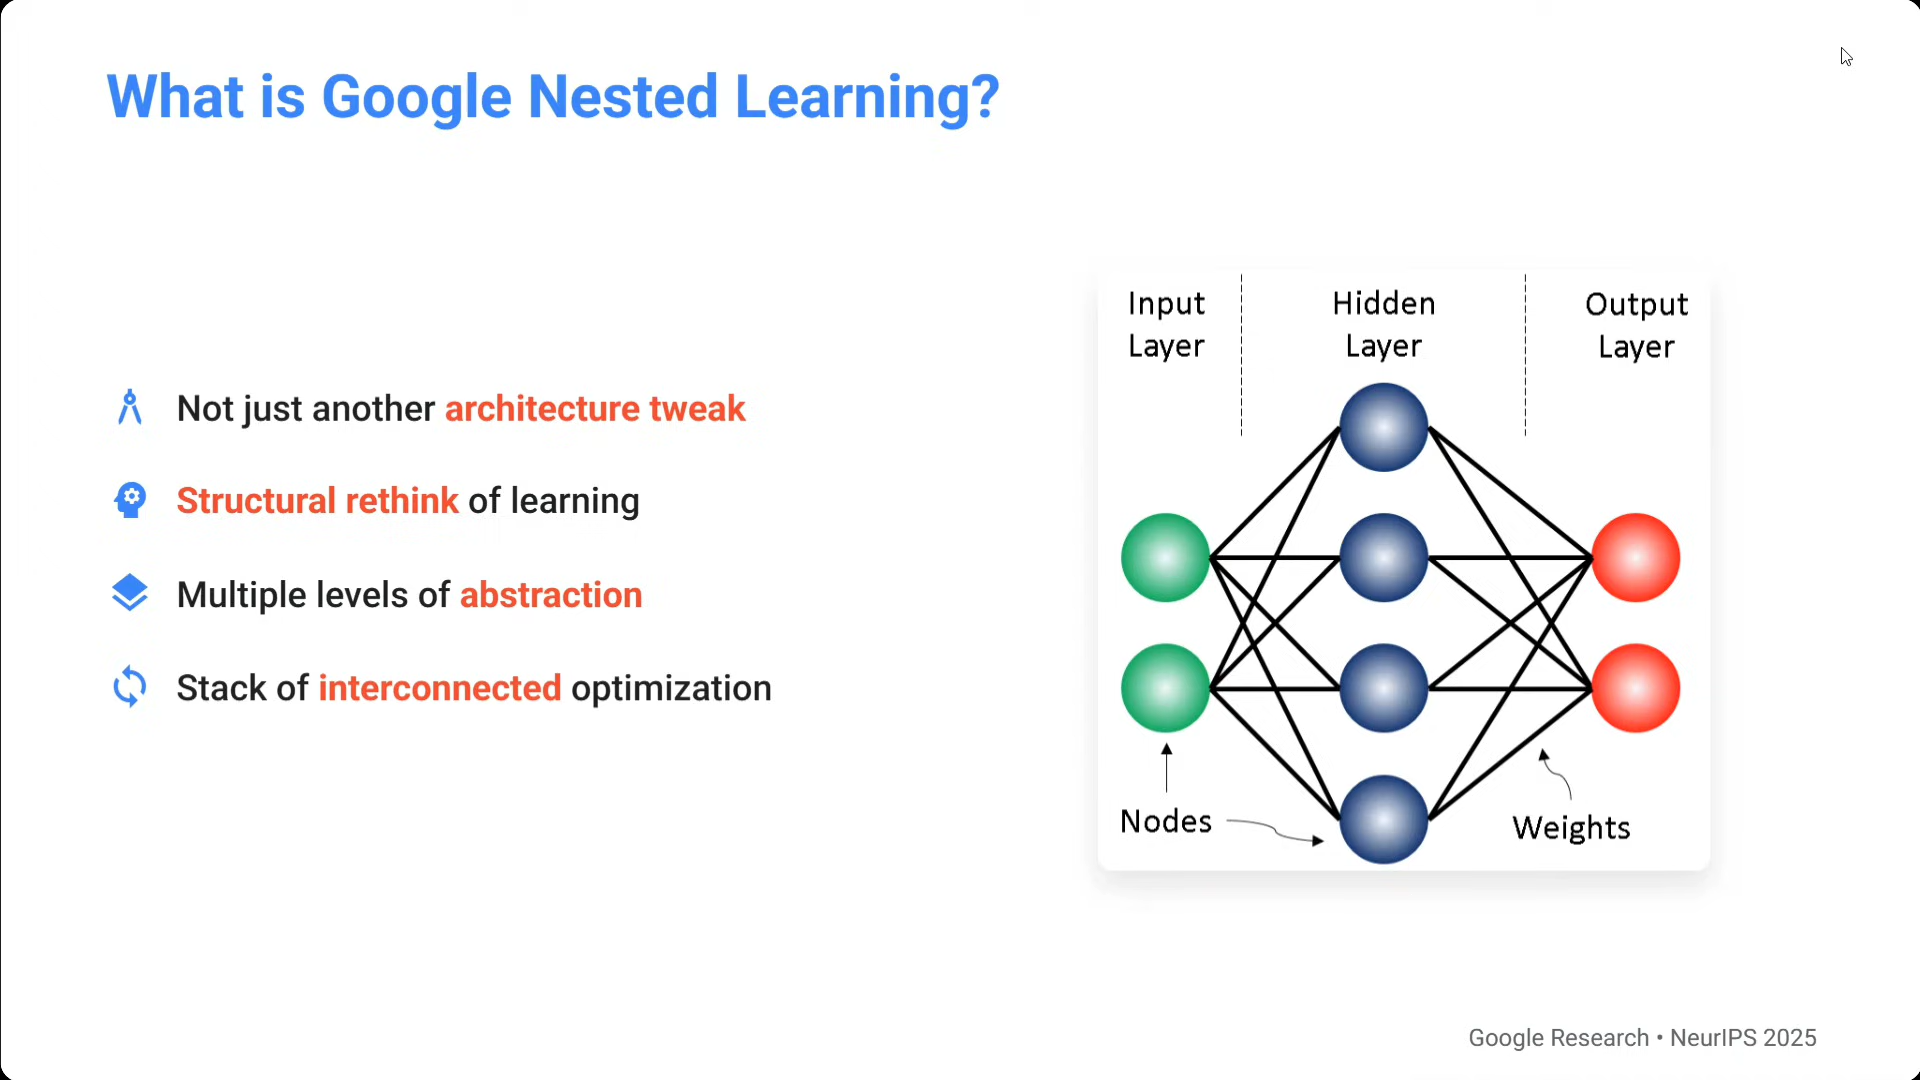 What is Google Nested Learning?
Not just another architecture tweak
Structural rethink of learning
Multiple levels of abstraction
Stack of interconnected optimization
Input
Layer
Hidden
Layer
Output
Layer
Nodes
Weights
Google Research • NeurIPS 2025